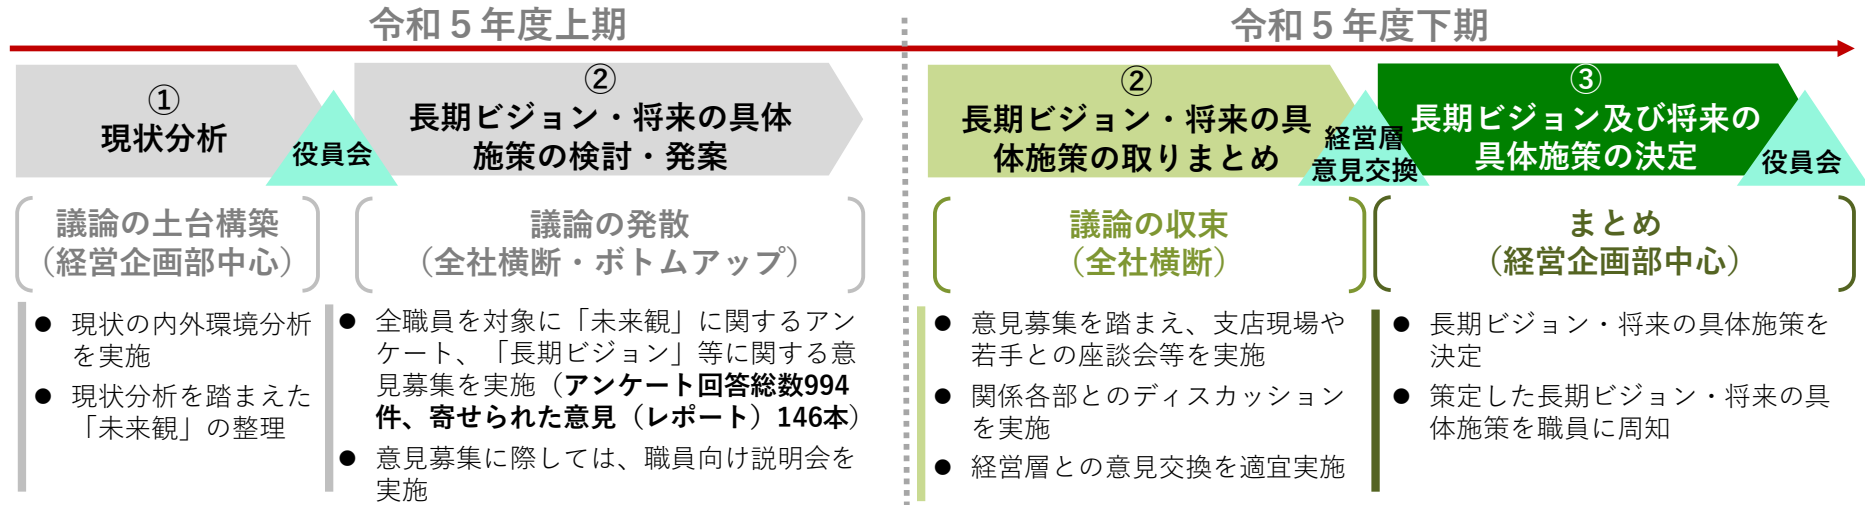 令和５年度上期
令和５年度下期
①
現状分析
役員会
②
長期ビジョン・将来の具体
施策の検討・発案
②
長期ビジョン・将来の具
体施策の取りまとめ
経営層
意見交換
③
長期ビジョン及び将来の
具体施策の決定
役員会
議論の土台構築
（経営企画部中心）
議論の発散
（全社横断・ボトムアップ）
議論の収束
（全社横断）
まとめ
（経営企画部中心）
● 現状の内外環境分析
を実施
● 現状分析を踏まえた
「未来観」の整理
● 全職員を対象に「未来観」に関するアン
ケート、「長期ビジョン」等に関する意
見募集を実施（アンケート回答総数994
件、寄せられた意見（レポート）146本）
● 意見募集に際しては、職員向け説明会を
実施
● 意見募集を踏まえ、支店現場や
若手との座談会等を実施
● 関係各部とのディスカッション
を実施
● 経営層との意見交換を適宜実施
● 長期ビジョン・将来の具体施策を
決定
● 策定した長期ビジョン・将来の具
体施策を職員に周知